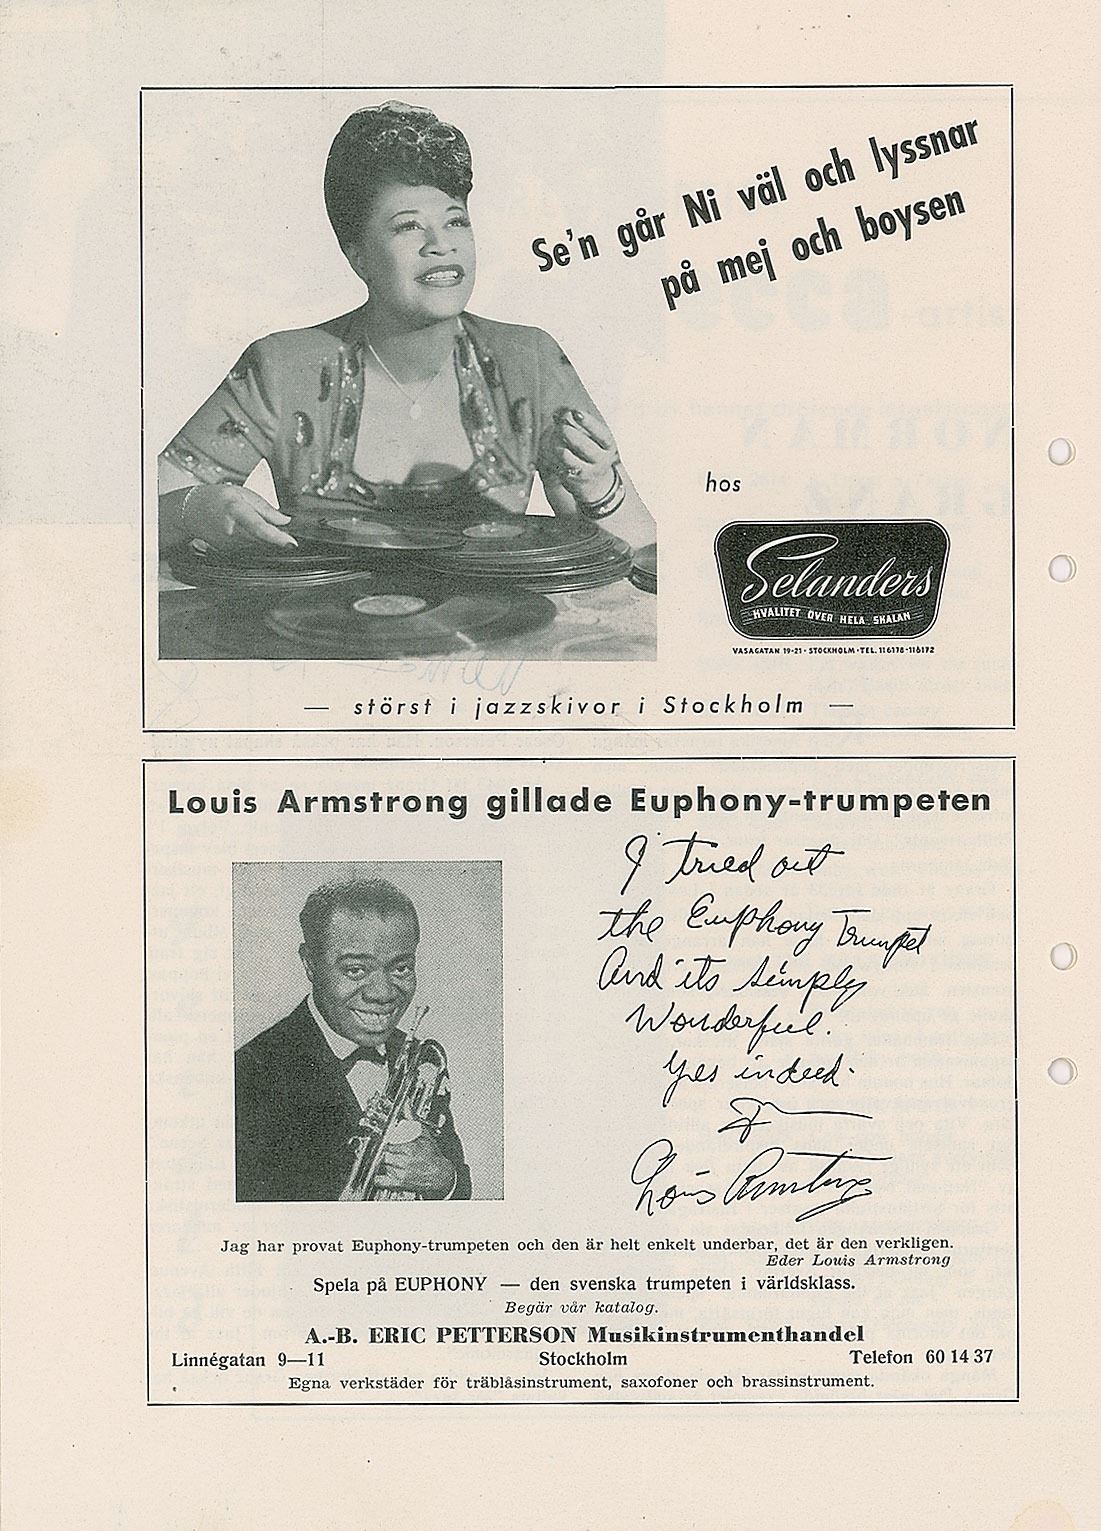 Se'n går Ni väl och lyssnar
på mej och boysen
hos
Selanders
KVALITET ÖVER HELA SKALAN
VASAGATAN 19-21 · STOCKHOLM · TEL. 116178 - 116172
— störst i jazzskivor i Stockholm —
Louis Armstrong gillade Euphony-trumpeten
I tried out
the Euphony Trumpet
And its simply
Wonderful.
Yes indeed.
Louis Armstrong
Jag har provat Euphony-trumpeten och den är helt enkelt underbar, det är den verkligen.
Eder Louis Armstrong
Spela på EUPHONY — den svenska trumpeten i världsklass.
Begär vår katalog.
A.-B. ERIC PETTERSON Musikinstrumenthandel
Linnégatan 9—11 Stockholm Telefon 60 14 37
Egna verkstäder för träblåsinstrument, saxofoner och brassinstrument.